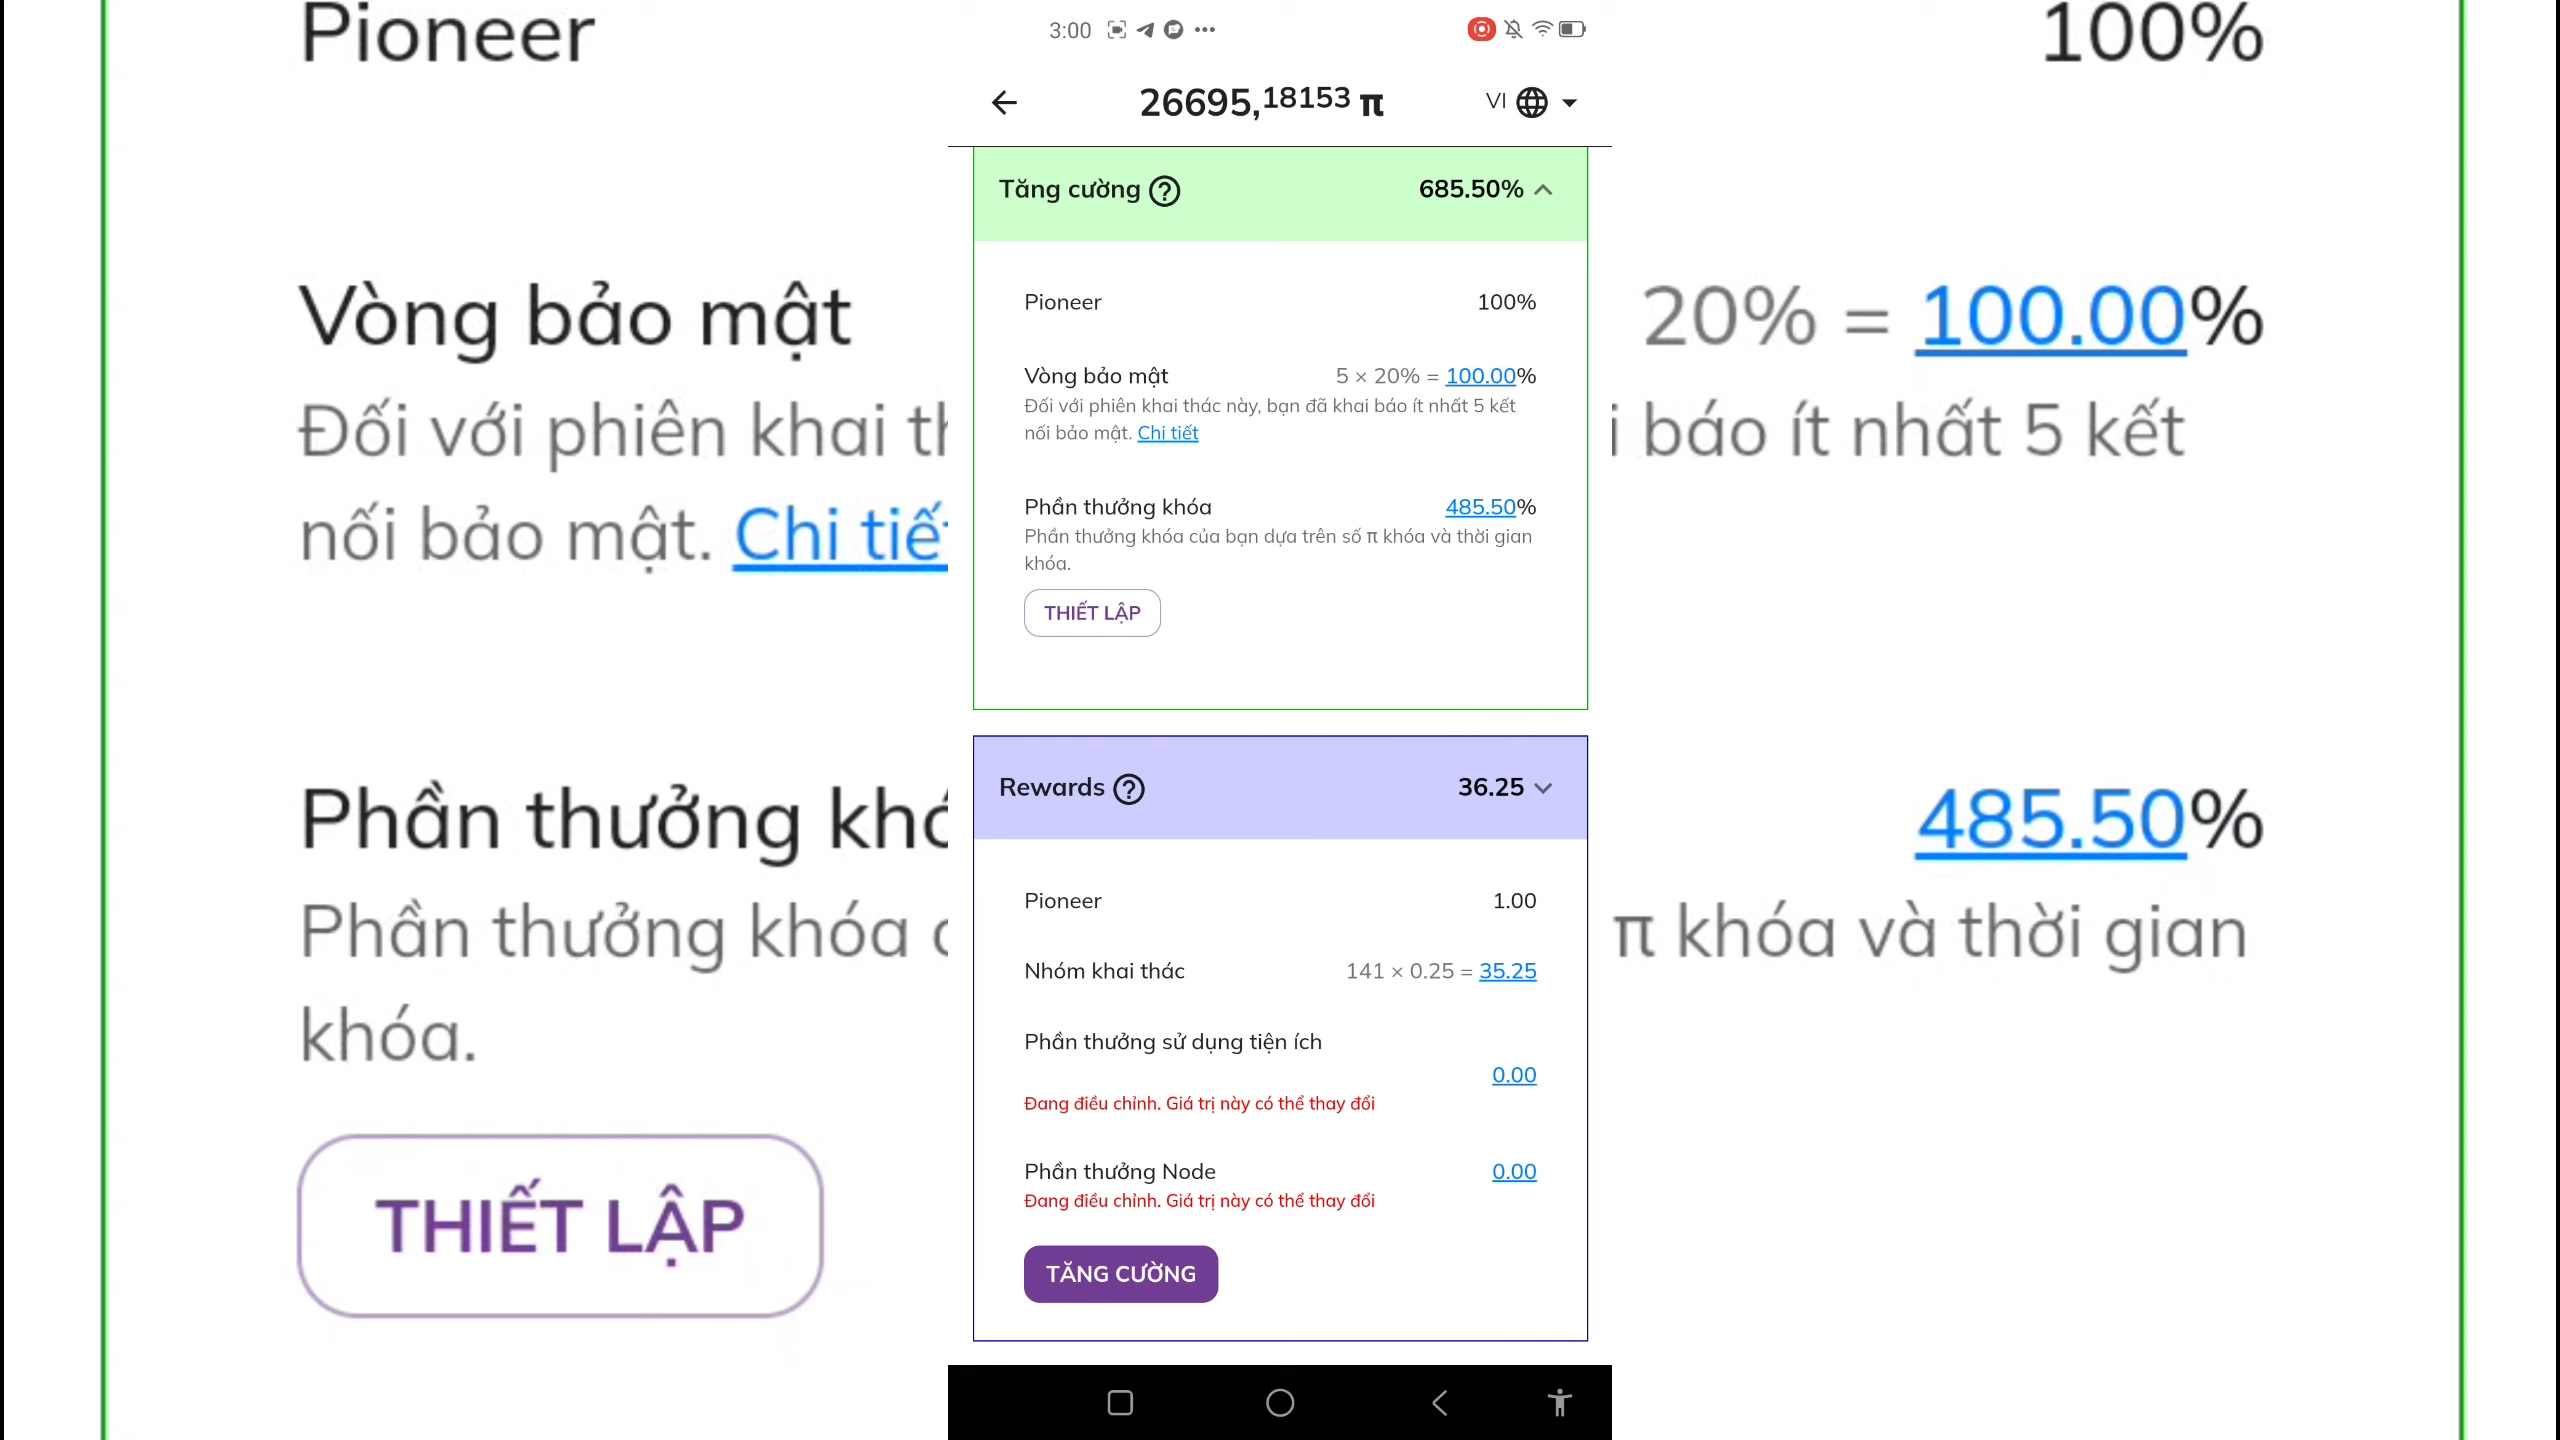 3:00
26695,18153 π
VI
Tăng cường
685.50%
Pioneer
100%
Vòng bảo mật
5 × 20% = 100.00%
Đối với phiên khai thác này, bạn đã khai báo ít nhất 5 kết
nối bảo mật. Chi tiết
Phần thưởng khóa
485.50%
Phần thưởng khóa của bạn dựa trên số π khóa và thời gian
khóa.
THIẾT LẬP
Rewards
36.25
Pioneer
1.00
Nhóm khai thác
141 × 0.25 = 35.25
Phần thưởng sử dụng tiện ích
0.00
Đang điều chỉnh. Giá trị này có thể thay đổi
Phần thưởng Node
0.00
Đang điều chỉnh. Giá trị này có thể thay đổi
TĂNG CƯỜNG
Pioneer
100%
Vòng bảo mật
20% = 100.00%
Đối với phiên khai
báo ít nhất 5 kết
nối bảo mật. Chi tiết
Phần thưởng
485.50%
Phần thưởng khóa
π khóa và thời gian
khóa.
THIẾT LẬP